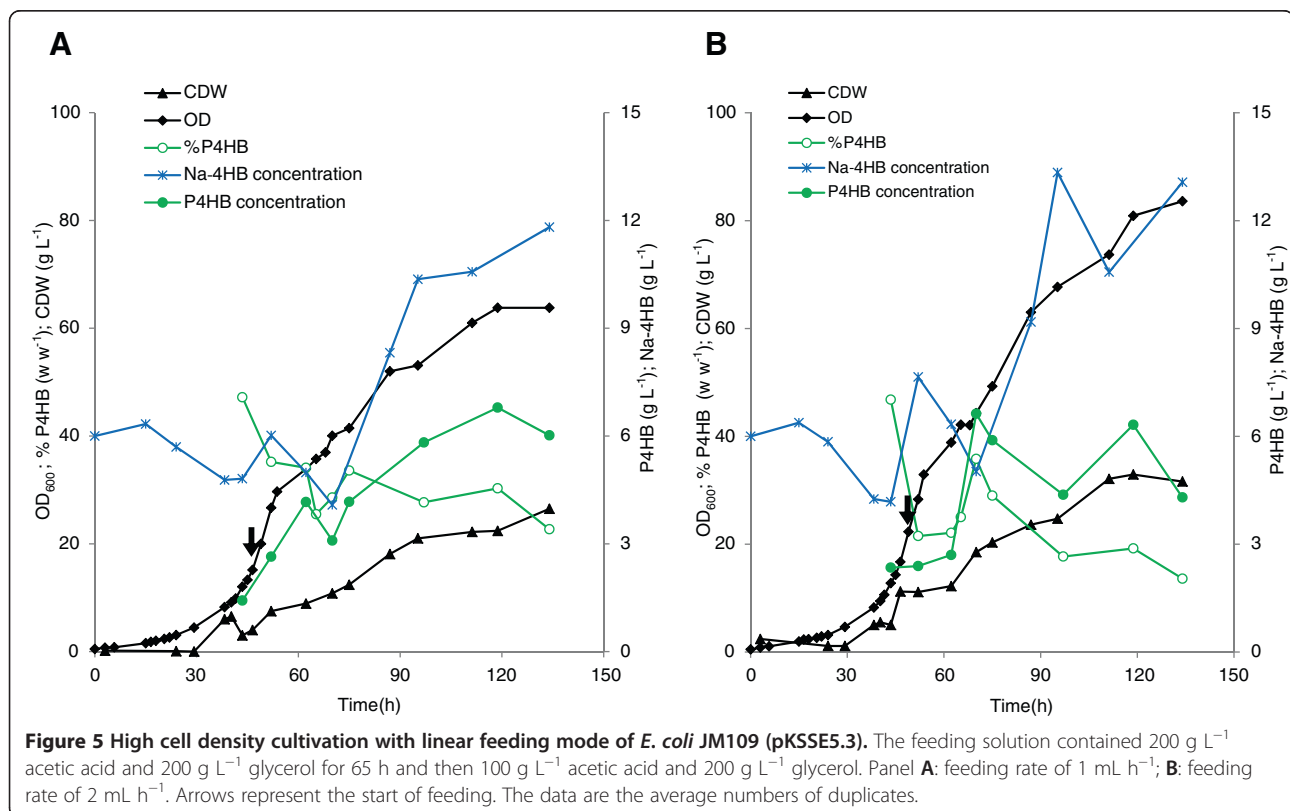 A
CDW
OD
%P4HB
Na-4HB concentration
P4HB concentration
100
80
60
40
20
0
15
12
9
6
3
0
0 30 60 90 120 150
Time(h)
OD600; % P4HB (w w-1); CDW (g L-1)
P4HB (g L-1); Na-4HB (g L-1)
B
CDW
OD
%P4HB
Na-4HB concentration
P4HB concentration
100
80
60
40
20
0
15
12
9
6
3
0
0 30 60 90 120 150
Time(h)
OD600; % P4HB (w w-1); CDW (g L-1)
P4HB (g L-1); Na-4HB (g L-1)
Figure 5 High cell density cultivation with linear feeding mode of E. coli JM109 (pKSSE5.3). The feeding solution contained 200 g L−1
acetic acid and 200 g L−1 glycerol for 65 h and then 100 g L−1 acetic acid and 200 g L−1 glycerol. Panel A: feeding rate of 1 mL h−1; B: feeding
rate of 2 mL h−1. Arrows represent the start of feeding. The data are the average numbers of duplicates.